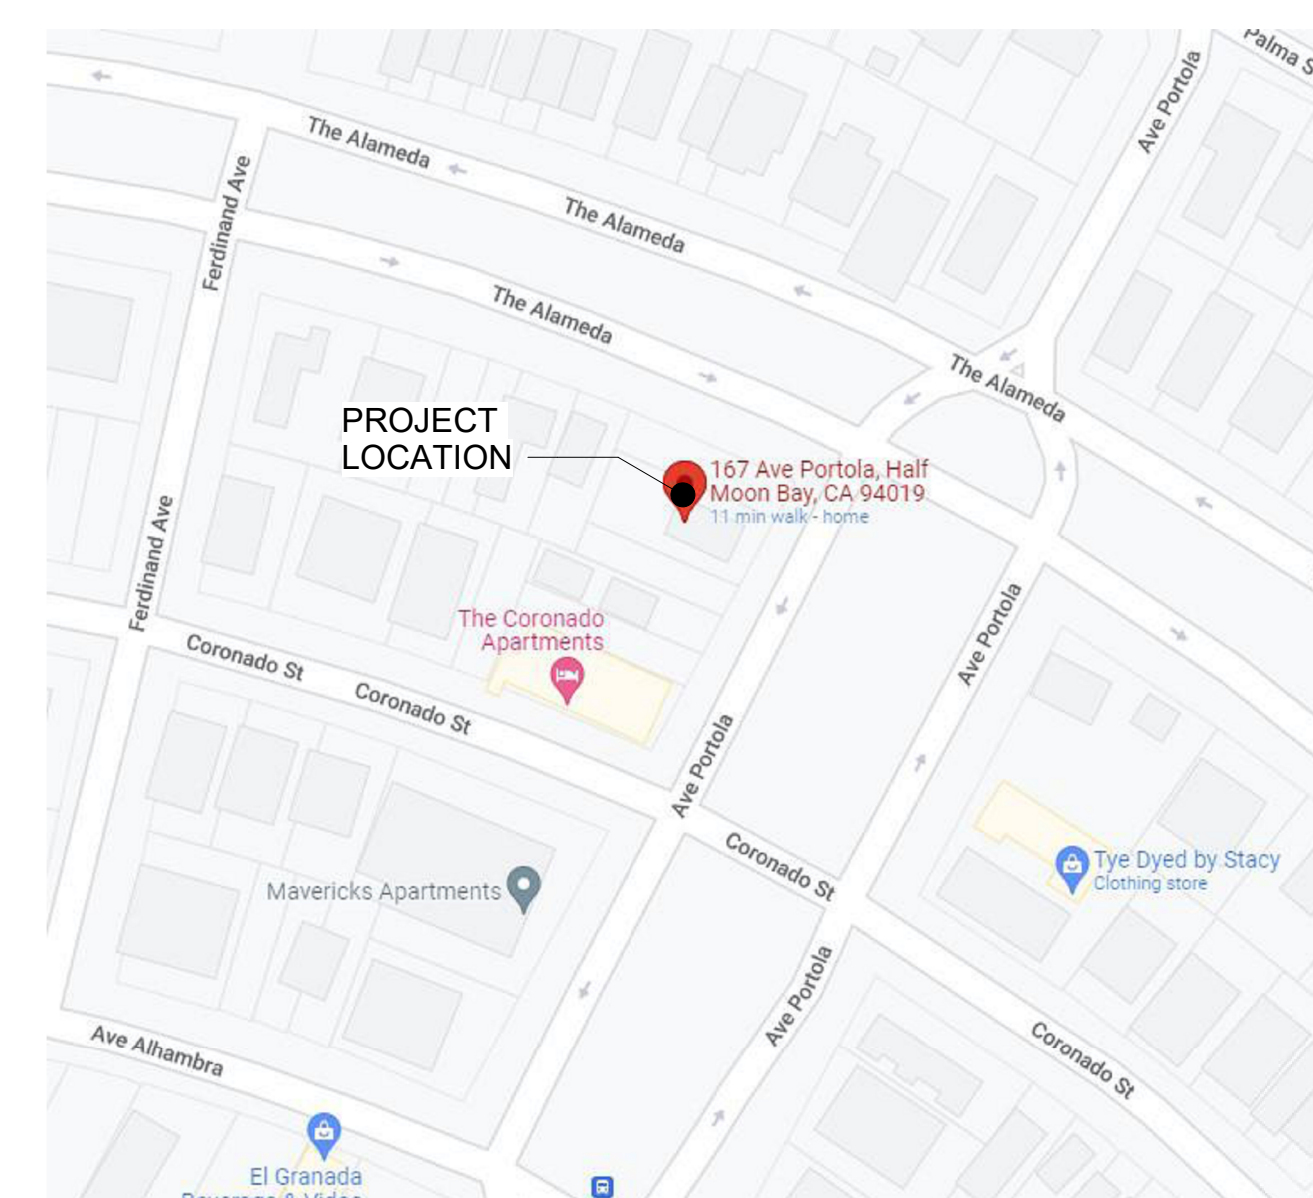 Palma S
Ave Portola
The Alameda
Ferdinand Ave
The Alameda
The Alameda
The Alameda
PROJECT
LOCATION
167 Ave Portola, Half
Moon Bay, CA 94019
11 min walk - home
Ferdinand Ave
The Coronado
Apartments
Ave Portola
Coronado St
Coronado St
Ave Portola
Coronado St
Tye Dyed by Stacy
Clothing store
Mavericks Apartments
Ave Portola
Ave Alhambra
Coronado St
El Granada
Beverage & Video